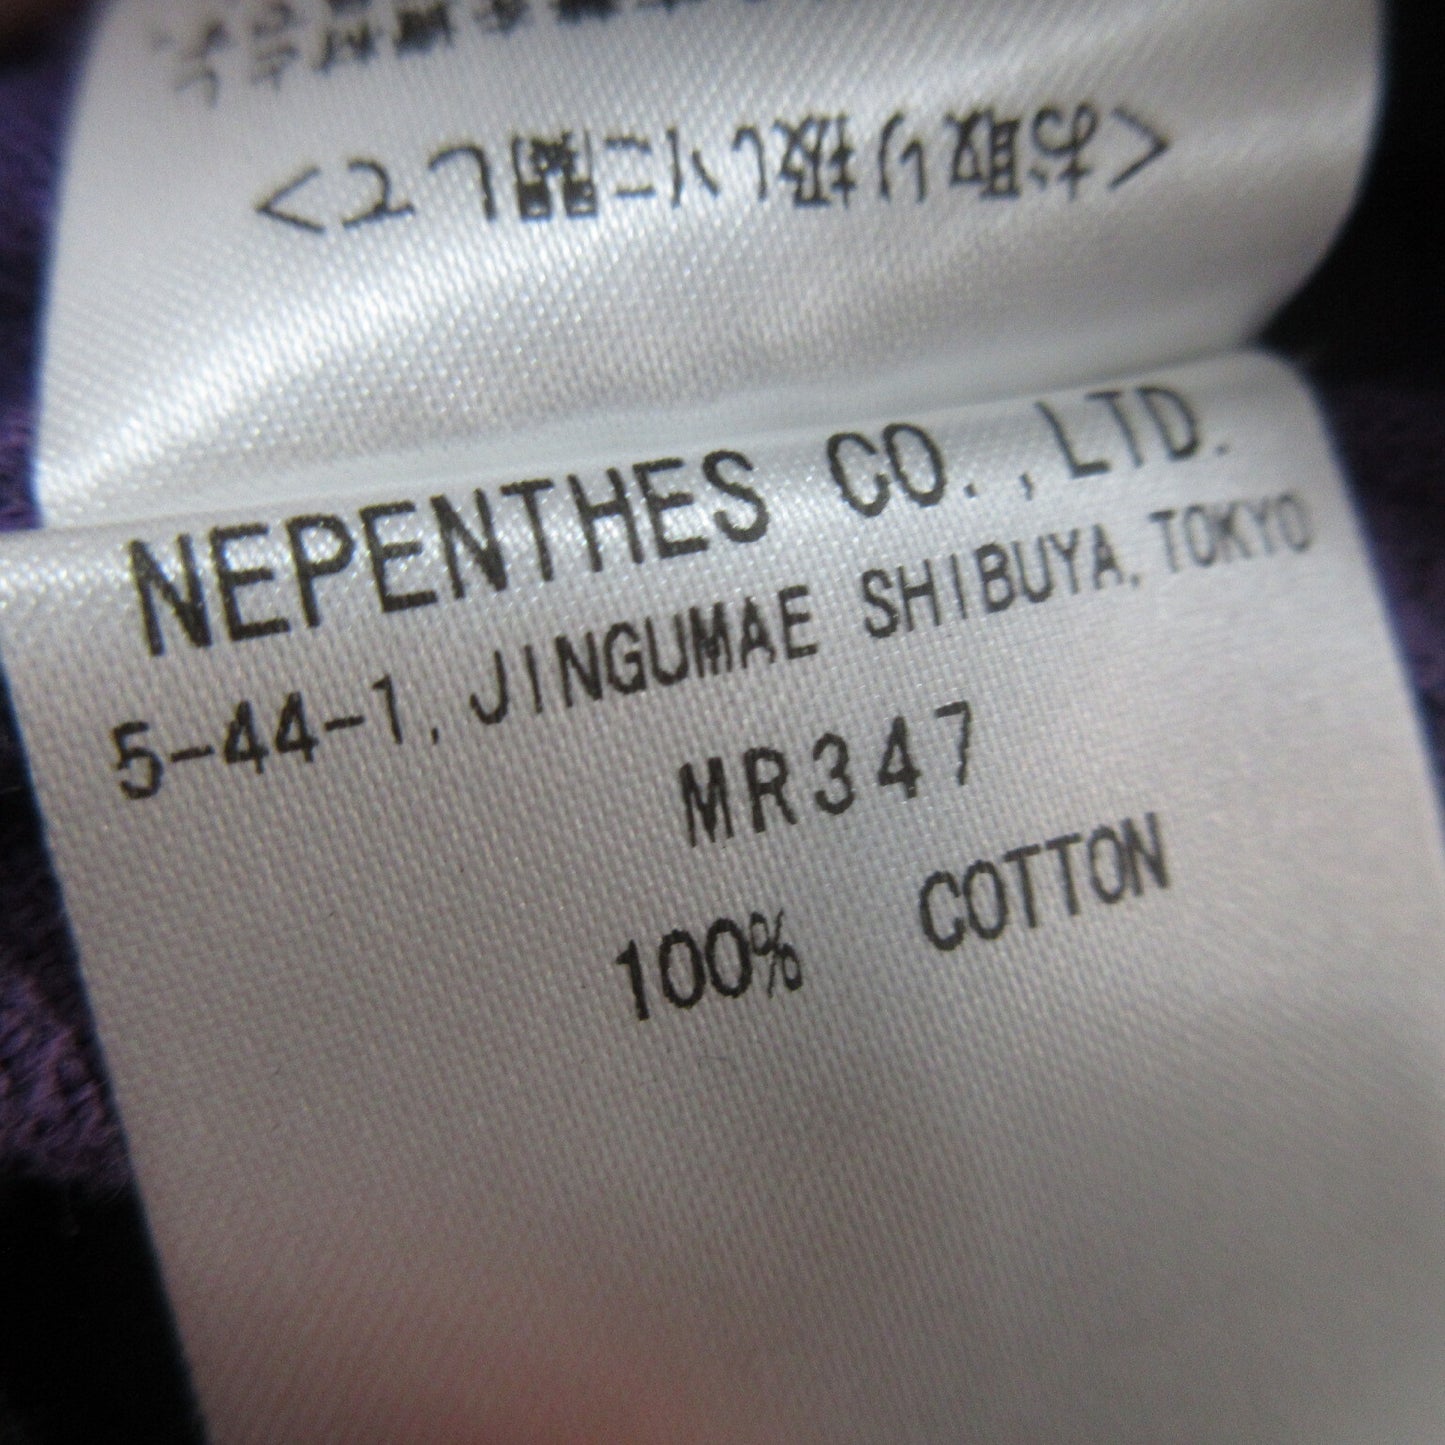 <お取り扱いに関して>
NEPENTHES CO.,LTD.
5-44-1, JINGUMAE SHIBUYA, TOKYO
MR347
100% COTTON